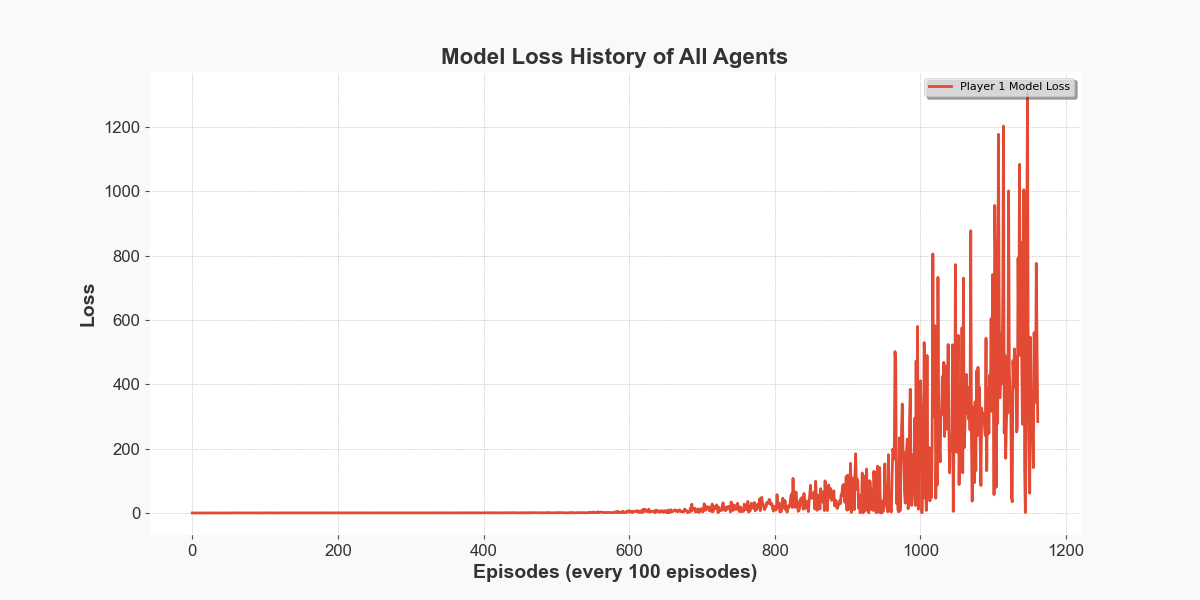 Model Loss History of All Agents
Player 1 Model Loss
1200
1000
800
600
400
200
0
Loss
0 200 400 600 800 1000 1200
Episodes (every 100 episodes)